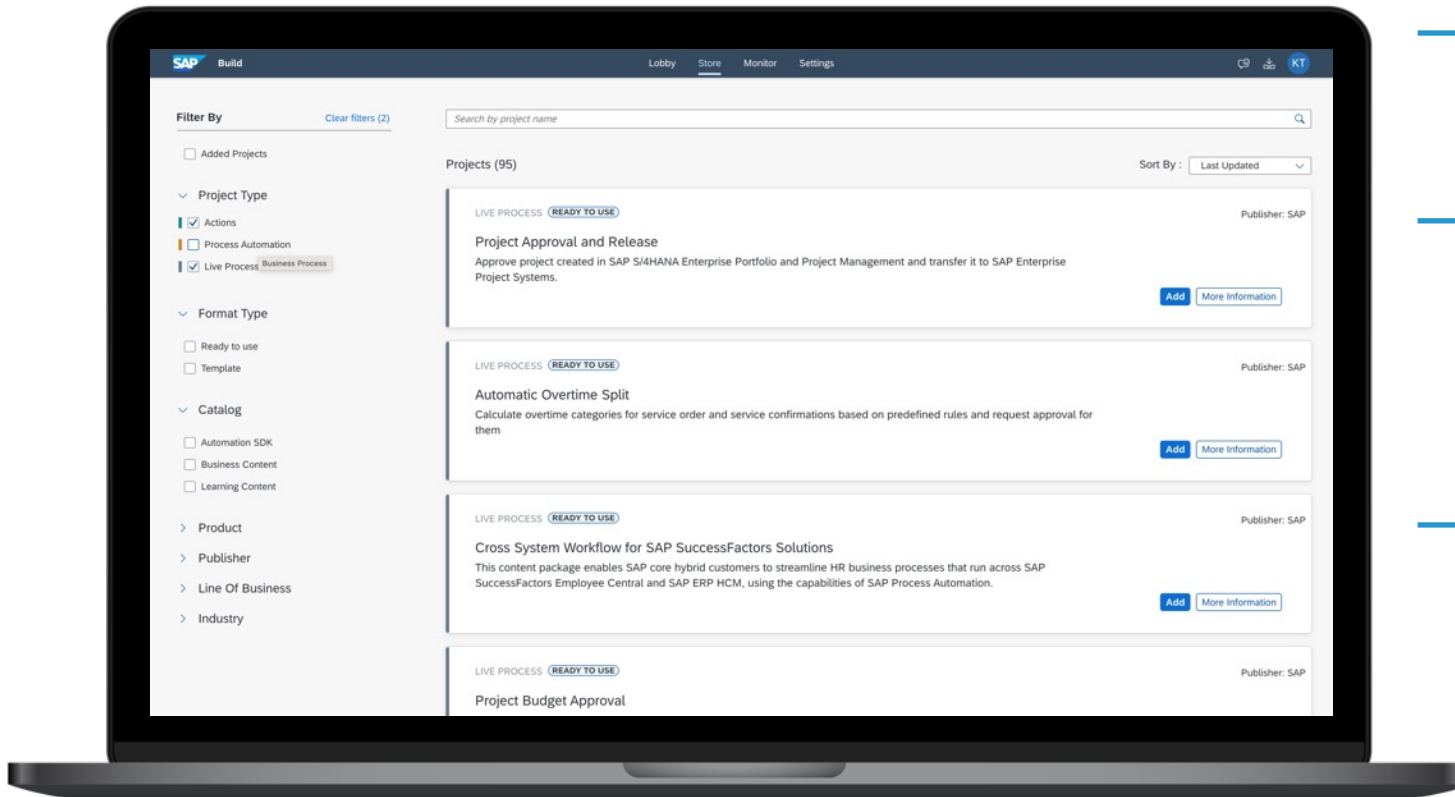 SAP Build Lobby Store Monitor Settings KT
Filter By Clear filters (2)
Added Projects
Project Type
Actions
Process Automation
Live Process Business Process
Format Type
Ready to use
Template
Catalog
Automation SDK
Business Content
Learning Content
Product
Publisher
Line Of Business
Industry
Search by project name
Projects (95) Sort By : Last Updated
LIVE PROCESS READY TO USE Publisher: SAP
Project Approval and Release
Approve project created in SAP S/4HANA Enterprise Portfolio and Project Management and transfer it to SAP Enterprise
Project Systems.
Add More Information
LIVE PROCESS READY TO USE Publisher: SAP
Automatic Overtime Split
Calculate overtime categories for service order and service confirmations based on predefined rules and request approval for
them
Add More Information
LIVE PROCESS READY TO USE Publisher: SAP
Cross System Workflow for SAP SuccessFactors Solutions
This content package enables SAP core hybrid customers to streamline HR business processes that run across SAP
SuccessFactors Employee Central and SAP ERP HCM, using the capabilities of SAP Process Automation.
Add More Information
LIVE PROCESS READY TO USE Publisher: SAP
Project Budget Approval